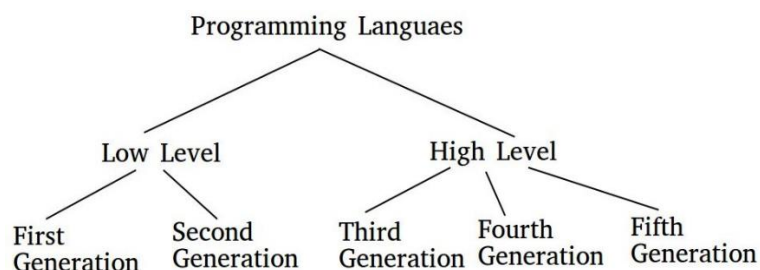 Programming Languaes
Low Level
High Level
First
Generation
Second
Generation
Third
Generation
Fourth
Generation
Fifth
Generation